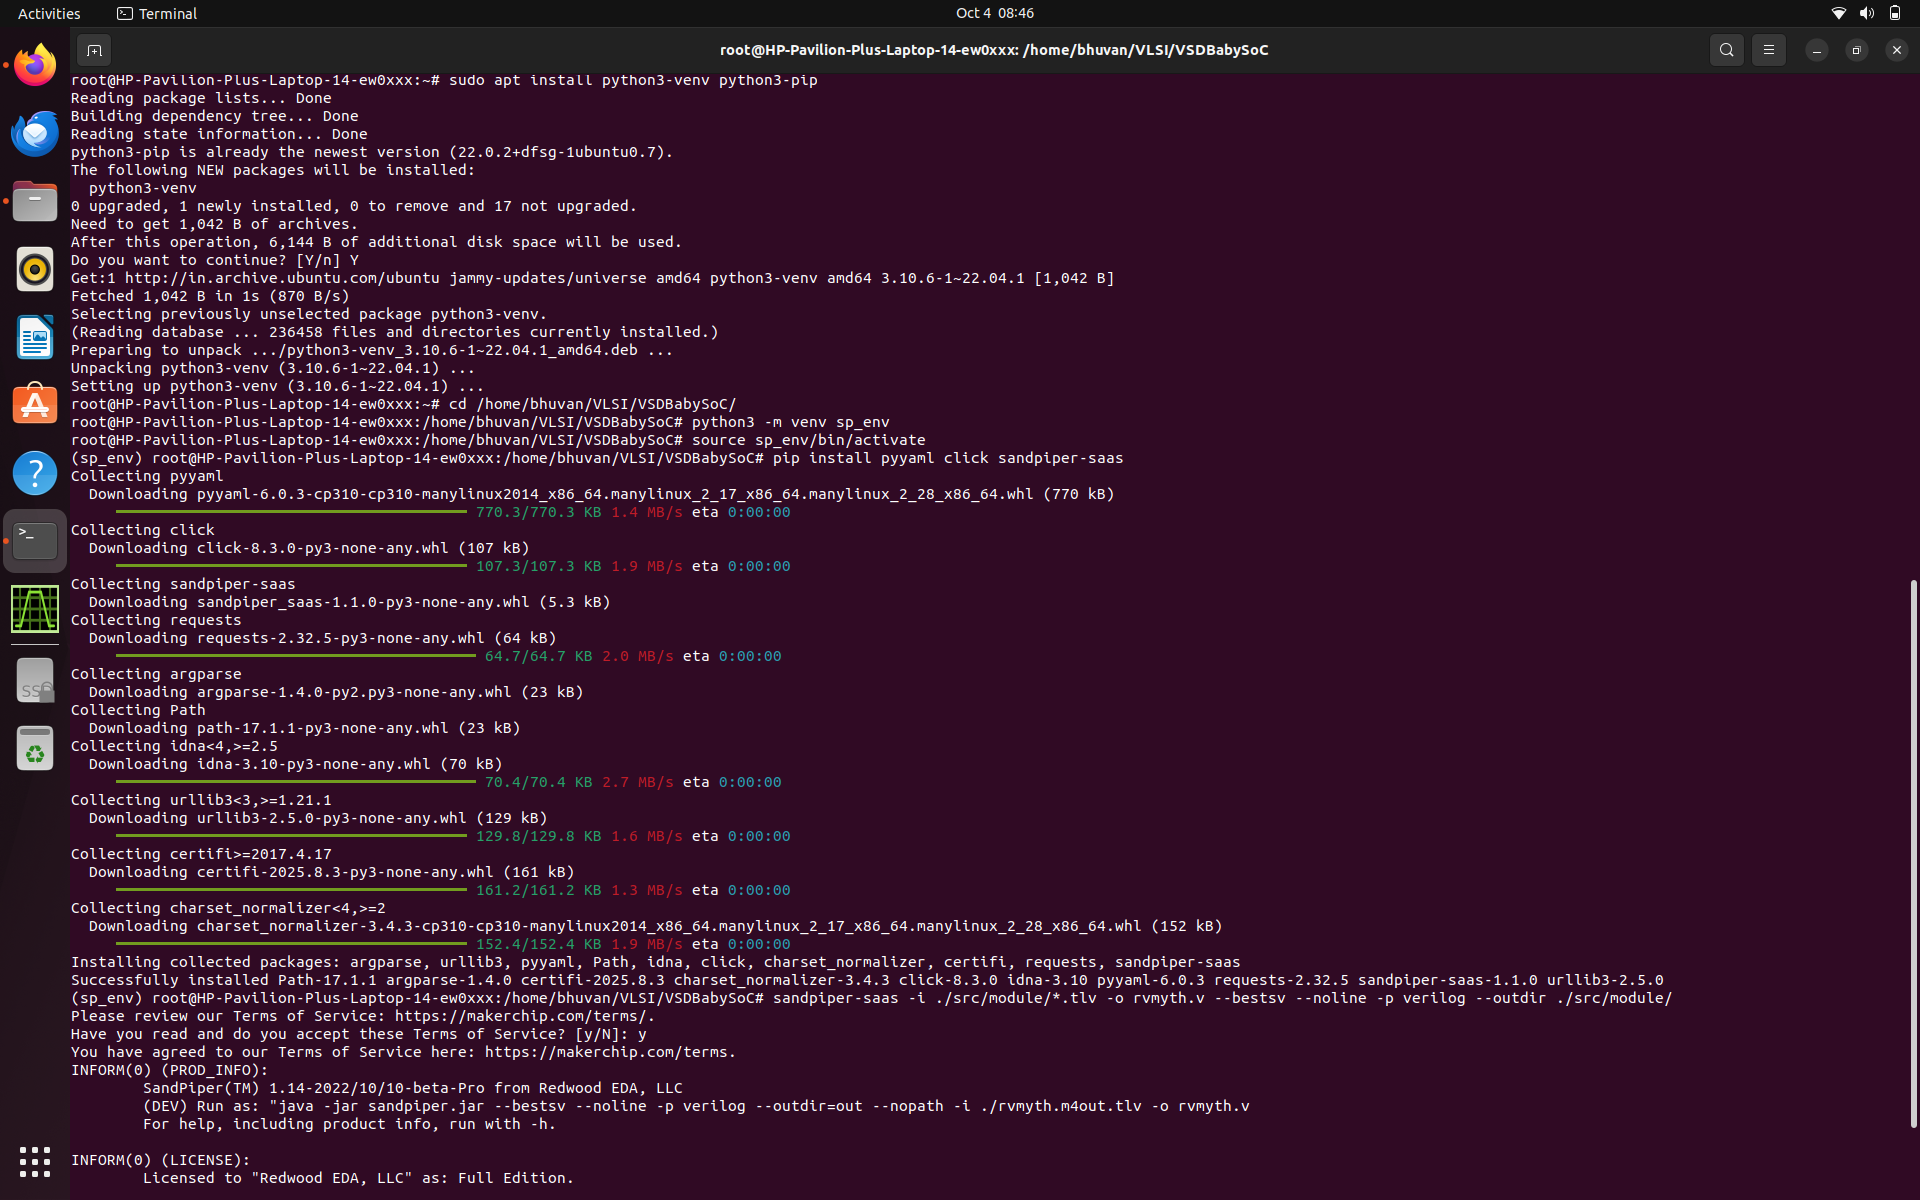 Activities
Terminal
Oct 4 08:46
root@HP-Pavilion-Plus-Laptop-14-ew0xxx: /home/bhuvan/VLSI/VSDBabySoC
root@HP-Pavilion-Plus-Laptop-14-ew0xxx:~# sudo apt install python3-venv python3-pip
Reading package lists... Done
Building dependency tree... Done
Reading state information... Done
python3-pip is already the newest version (22.0.2+dfsg-1ubuntu0.7).
The following NEW packages will be installed:
  python3-venv
0 upgraded, 1 newly installed, 0 to remove and 17 not upgraded.
Need to get 1,042 B of archives.
After this operation, 6,144 B of additional disk space will be used.
Do you want to continue? [Y/n] Y
Get:1 http://in.archive.ubuntu.com/ubuntu jammy-updates/universe amd64 python3-venv amd64 3.10.6-1~22.04.1 [1,042 B]
Fetched 1,042 B in 1s (870 B/s)
Selecting previously unselected package python3-venv.
(Reading database ... 236458 files and directories currently installed.)
Preparing to unpack .../python3-venv_3.10.6-1~22.04.1_amd64.deb ...
Unpacking python3-venv (3.10.6-1~22.04.1) ...
Setting up python3-venv (3.10.6-1~22.04.1) ...
root@HP-Pavilion-Plus-Laptop-14-ew0xxx:~# cd /home/bhuvan/VLSI/VSDBabySoC/
root@HP-Pavilion-Plus-Laptop-14-ew0xxx:/home/bhuvan/VLSI/VSDBabySoC# python3 -m venv sp_env
root@HP-Pavilion-Plus-Laptop-14-ew0xxx:/home/bhuvan/VLSI/VSDBabySoC# source sp_env/bin/activate
(sp_env) root@HP-Pavilion-Plus-Laptop-14-ew0xxx:/home/bhuvan/VLSI/VSDBabySoC# pip install pyyaml click sandpiper-saas
Collecting pyyaml
  Downloading pyyaml-6.0.3-cp310-cp310-manylinux2014_x86_64.manylinux_2_17_x86_64.manylinux_2_28_x86_64.whl (770 kB)
770.3/770.3 KB 1.4 MB/s eta 0:00:00
Collecting click
  Downloading click-8.3.0-py3-none-any.whl (107 kB)
107.3/107.3 KB 1.9 MB/s eta 0:00:00
Collecting sandpiper-saas
  Downloading sandpiper_saas-1.1.0-py3-none-any.whl (5.3 kB)
Collecting requests
  Downloading requests-2.32.5-py3-none-any.whl (64 kB)
64.7/64.7 KB 2.0 MB/s eta 0:00:00
Collecting argparse
  Downloading argparse-1.4.0-py2.py3-none-any.whl (23 kB)
Collecting Path
  Downloading path-17.1.1-py3-none-any.whl (23 kB)
Collecting idna<4,>=2.5
  Downloading idna-3.10-py3-none-any.whl (70 kB)
70.4/70.4 KB 2.7 MB/s eta 0:00:00
Collecting urllib3<3,>=1.21.1
  Downloading urllib3-2.5.0-py3-none-any.whl (129 kB)
129.8/129.8 KB 1.6 MB/s eta 0:00:00
Collecting certifi>=2017.4.17
  Downloading certifi-2025.8.3-py3-none-any.whl (161 kB)
161.2/161.2 KB 1.3 MB/s eta 0:00:00
Collecting charset_normalizer<4,>=2
  Downloading charset_normalizer-3.4.3-cp310-cp310-manylinux2014_x86_64.manylinux_2_17_x86_64.manylinux_2_28_x86_64.whl (152 kB)
152.4/152.4 KB 1.9 MB/s eta 0:00:00
Installing collected packages: argparse, urllib3, pyyaml, Path, idna, click, charset_normalizer, certifi, requests, sandpiper-saas
Successfully installed Path-17.1.1 argparse-1.4.0 certifi-2025.8.3 charset_normalizer-3.4.3 click-8.3.0 idna-3.10 pyyaml-6.0.3 requests-2.32.5 sandpiper-saas-1.1.0 urllib3-2.5.0
(sp_env) root@HP-Pavilion-Plus-Laptop-14-ew0xxx:/home/bhuvan/VLSI/VSDBabySoC# sandpiper-saas -i ./src/module/*.tlv -o rvmyth.v --bestsv --noline -p verilog --outdir ./src/module/
Please review our Terms of Service: https://makerchip.com/terms/.
Have you read and do you accept these Terms of Service? [y/N]: y
You have agreed to our Terms of Service here: https://makerchip.com/terms.
INFORM(0) (PROD_INFO):
        SandPiper(TM) 1.14-2022/10/10-beta-Pro from Redwood EDA, LLC
        (DEV) Run as: "java -jar sandpiper.jar --bestsv --noline -p verilog --outdir=out --nopath -i ./rvmyth.m4out.tlv -o rvmyth.v
        For help, including product info, run with -h.
INFORM(0) (LICENSE):
        Licensed to "Redwood EDA, LLC" as: Full Edition.
SSD